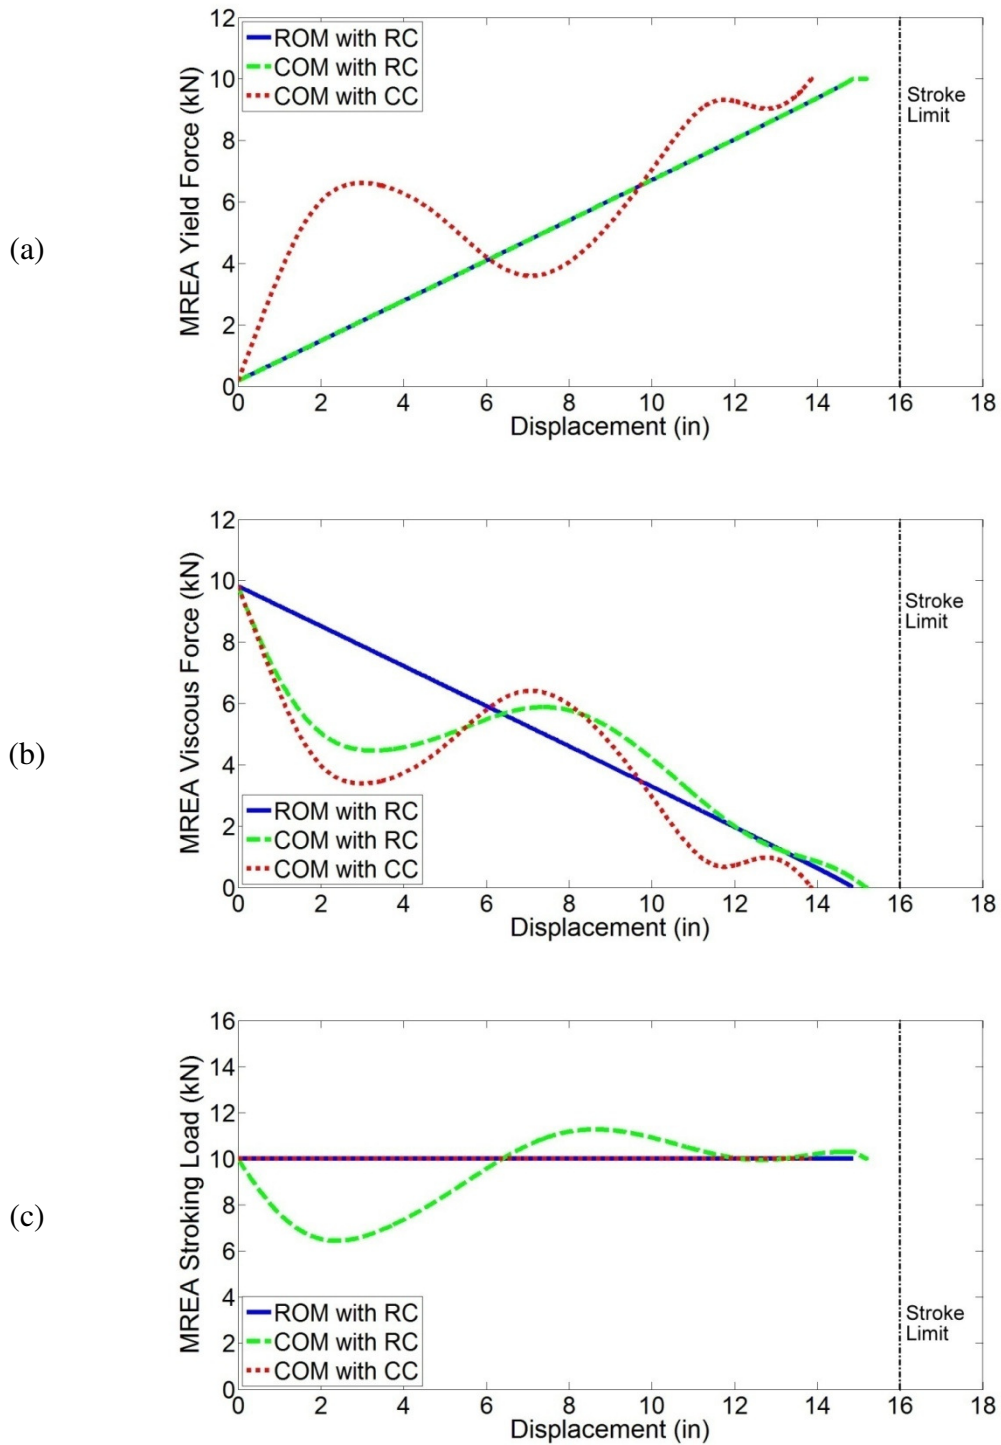 (a)
MREA Yield Force (kN)
12
10
8
6
4
2
0
ROM with RC
COM with RC
COM with CC
Stroke
Limit
0 2 4 6 8 10 12 14 16 18
Displacement (in)
(b)
MREA Viscous Force (kN)
12
10
8
6
4
2
0
Stroke
Limit
ROM with RC
COM with RC
COM with CC
0 2 4 6 8 10 12 14 16 18
Displacement (in)
(c)
MREA Stroking Load (kN)
16
14
12
10
8
6
4
2
0
ROM with RC
COM with RC
COM with CC
Stroke
Limit
0 2 4 6 8 10 12 14 16 18
Displacement (in)